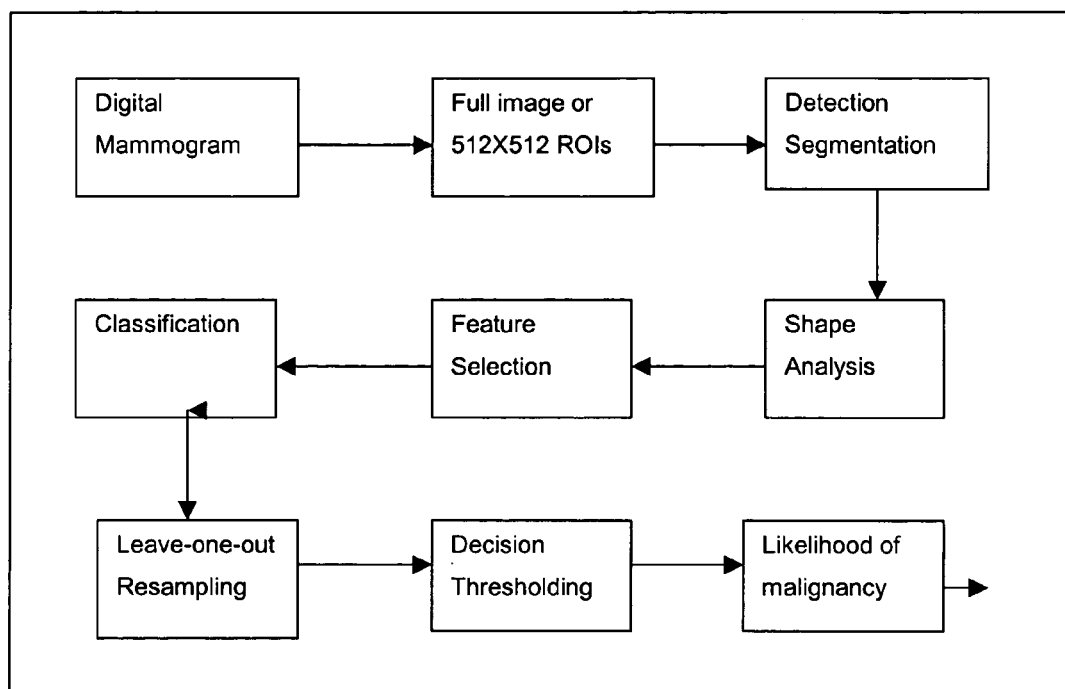 Digital
Mammogram
Full image or
512X512 ROIs
Detection
Segmentation
Classification
Feature
Selection
Shape
Analysis
Leave-one-out
Resampling
Decision
Thresholding
Likelihood of
malignancy